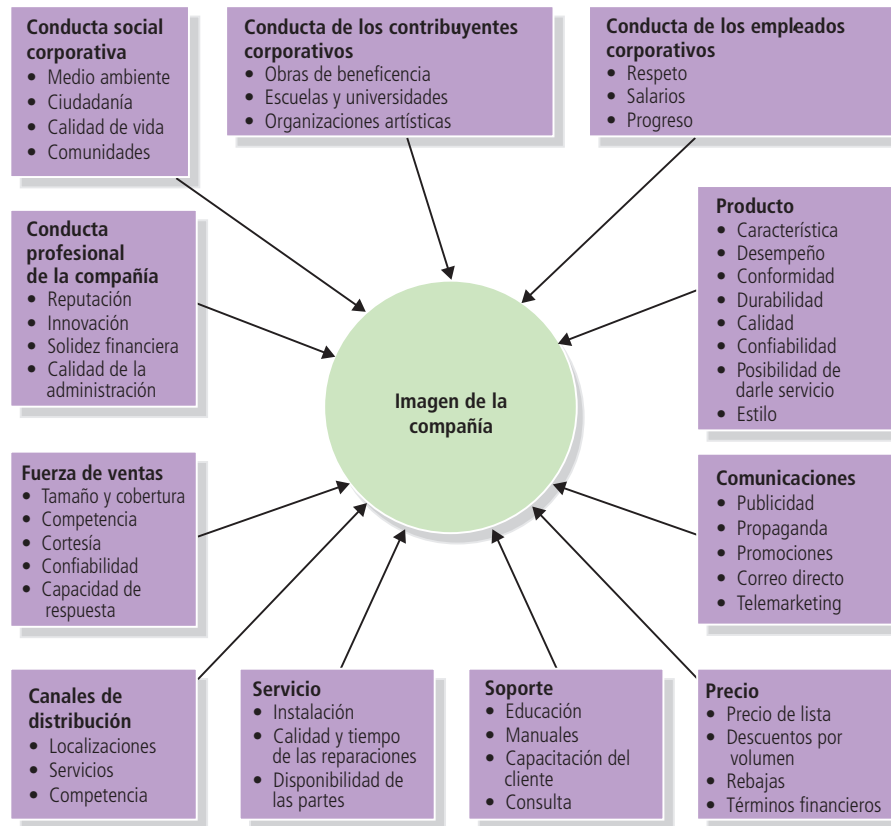 Conducta social
corporativa
• Medio ambiente
• Ciudadanía
• Calidad de vida
• Comunidades
Conducta de los contribuyentes
corporativos
• Obras de beneficencia
• Escuelas y universidades
• Organizaciones artísticas
Conducta de los empleados
corporativos
• Respeto
• Salarios
• Progreso
Conducta
profesional
de la compañía
• Reputación
• Innovación
• Solidez financiera
• Calidad de la
administración
Producto
• Característica
• Desempeño
• Conformidad
• Durabilidad
• Calidad
• Confiabilidad
• Posibilidad de
darle servicio
• Estilo
Imagen de la
compañía
Fuerza de ventas
• Tamaño y cobertura
• Competencia
• Cortesía
• Confiabilidad
• Capacidad de
respuesta
Comunicaciones
• Publicidad
• Propaganda
• Promociones
• Correo directo
• Telemarketing
Canales de
distribución
• Localizaciones
• Servicios
• Competencia
Servicio
• Instalación
• Calidad y tiempo
de las reparaciones
• Disponibilidad de
las partes
Soporte
• Educación
• Manuales
• Capacitación del
cliente
• Consulta
Precio
• Precio de lista
• Descuentos por
volumen
• Rebajas
• Términos financieros